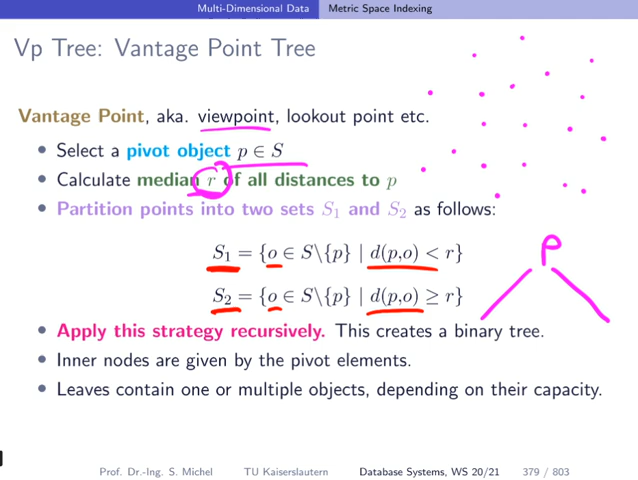 Multi-Dimensional Data Metric Space Indexing
Vp Tree: Vantage Point Tree
Vantage Point, aka. viewpoint, lookout point etc.
• Select a pivot object p ∈ S
• Calculate median r of all distances to p
• Partition points into two sets S₁ and S₂ as follows:
S₁ = {o ∈ S\{p} | d(p,o) < r}
S₂ = {o ∈ S\{p} | d(p,o) ≥ r}
p
• Apply this strategy recursively. This creates a binary tree.
• Inner nodes are given by the pivot elements.
• Leaves contain one or multiple objects, depending on their capacity.
Prof. Dr.-Ing. S. Michel TU Kaiserslautern Database Systems, WS 20/21 379 / 803